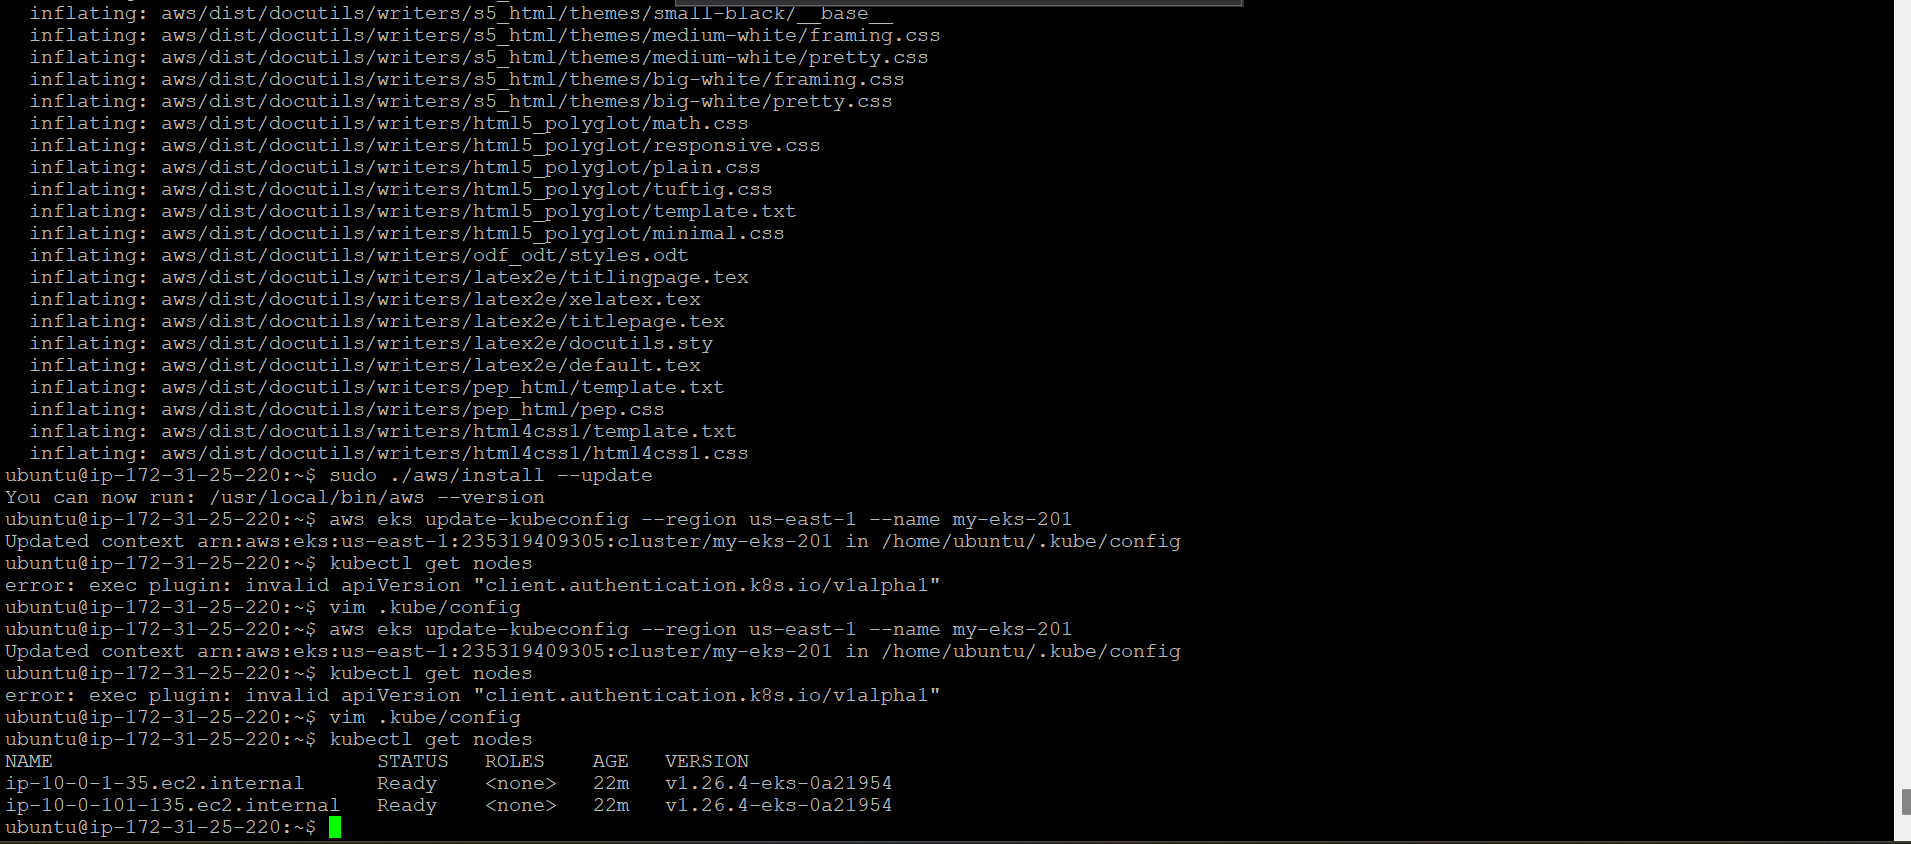 inflating: aws/dist/docutils/writers/s5_html/themes/small-black/__base__
inflating: aws/dist/docutils/writers/s5_html/themes/medium-white/framing.css
inflating: aws/dist/docutils/writers/s5_html/themes/medium-white/pretty.css
inflating: aws/dist/docutils/writers/s5_html/themes/big-white/framing.css
inflating: aws/dist/docutils/writers/s5_html/themes/big-white/pretty.css
inflating: aws/dist/docutils/writers/html5_polyglot/math.css
inflating: aws/dist/docutils/writers/html5_polyglot/responsive.css
inflating: aws/dist/docutils/writers/html5_polyglot/plain.css
inflating: aws/dist/docutils/writers/html5_polyglot/tuftig.css
inflating: aws/dist/docutils/writers/html5_polyglot/template.txt
inflating: aws/dist/docutils/writers/html5_polyglot/minimal.css
inflating: aws/dist/docutils/writers/odf_odt/styles.odt
inflating: aws/dist/docutils/writers/latex2e/titlingpage.tex
inflating: aws/dist/docutils/writers/latex2e/xelatex.tex
inflating: aws/dist/docutils/writers/latex2e/titlepage.tex
inflating: aws/dist/docutils/writers/latex2e/docutils.sty
inflating: aws/dist/docutils/writers/latex2e/default.tex
inflating: aws/dist/docutils/writers/pep_html/template.txt
inflating: aws/dist/docutils/writers/pep_html/pep.css
inflating: aws/dist/docutils/writers/html4css1/template.txt
inflating: aws/dist/docutils/writers/html4css1/html4css1.css
ubuntu@ip-172-31-25-220:~$ sudo ./aws/install --update
You can now run: /usr/local/bin/aws --version
ubuntu@ip-172-31-25-220:~$ aws eks update-kubeconfig --region us-east-1 --name my-eks-201
Updated context arn:aws:eks:us-east-1:235319409305:cluster/my-eks-201 in /home/ubuntu/.kube/config
ubuntu@ip-172-31-25-220:~$ kubectl get nodes
error: exec plugin: invalid apiVersion "client.authentication.k8s.io/v1alpha1"
ubuntu@ip-172-31-25-220:~$ vim .kube/config
ubuntu@ip-172-31-25-220:~$ aws eks update-kubeconfig --region us-east-1 --name my-eks-201
Updated context arn:aws:eks:us-east-1:235319409305:cluster/my-eks-201 in /home/ubuntu/.kube/config
ubuntu@ip-172-31-25-220:~$ kubectl get nodes
error: exec plugin: invalid apiVersion "client.authentication.k8s.io/v1alpha1"
ubuntu@ip-172-31-25-220:~$ vim .kube/config
ubuntu@ip-172-31-25-220:~$ kubectl get nodes
NAME STATUS ROLES AGE VERSION
ip-10-0-1-35.ec2.internal Ready <none> 22m v1.26.4-eks-0a21954
ip-10-0-101-135.ec2.internal Ready <none> 22m v1.26.4-eks-0a21954
ubuntu@ip-172-31-25-220:~$